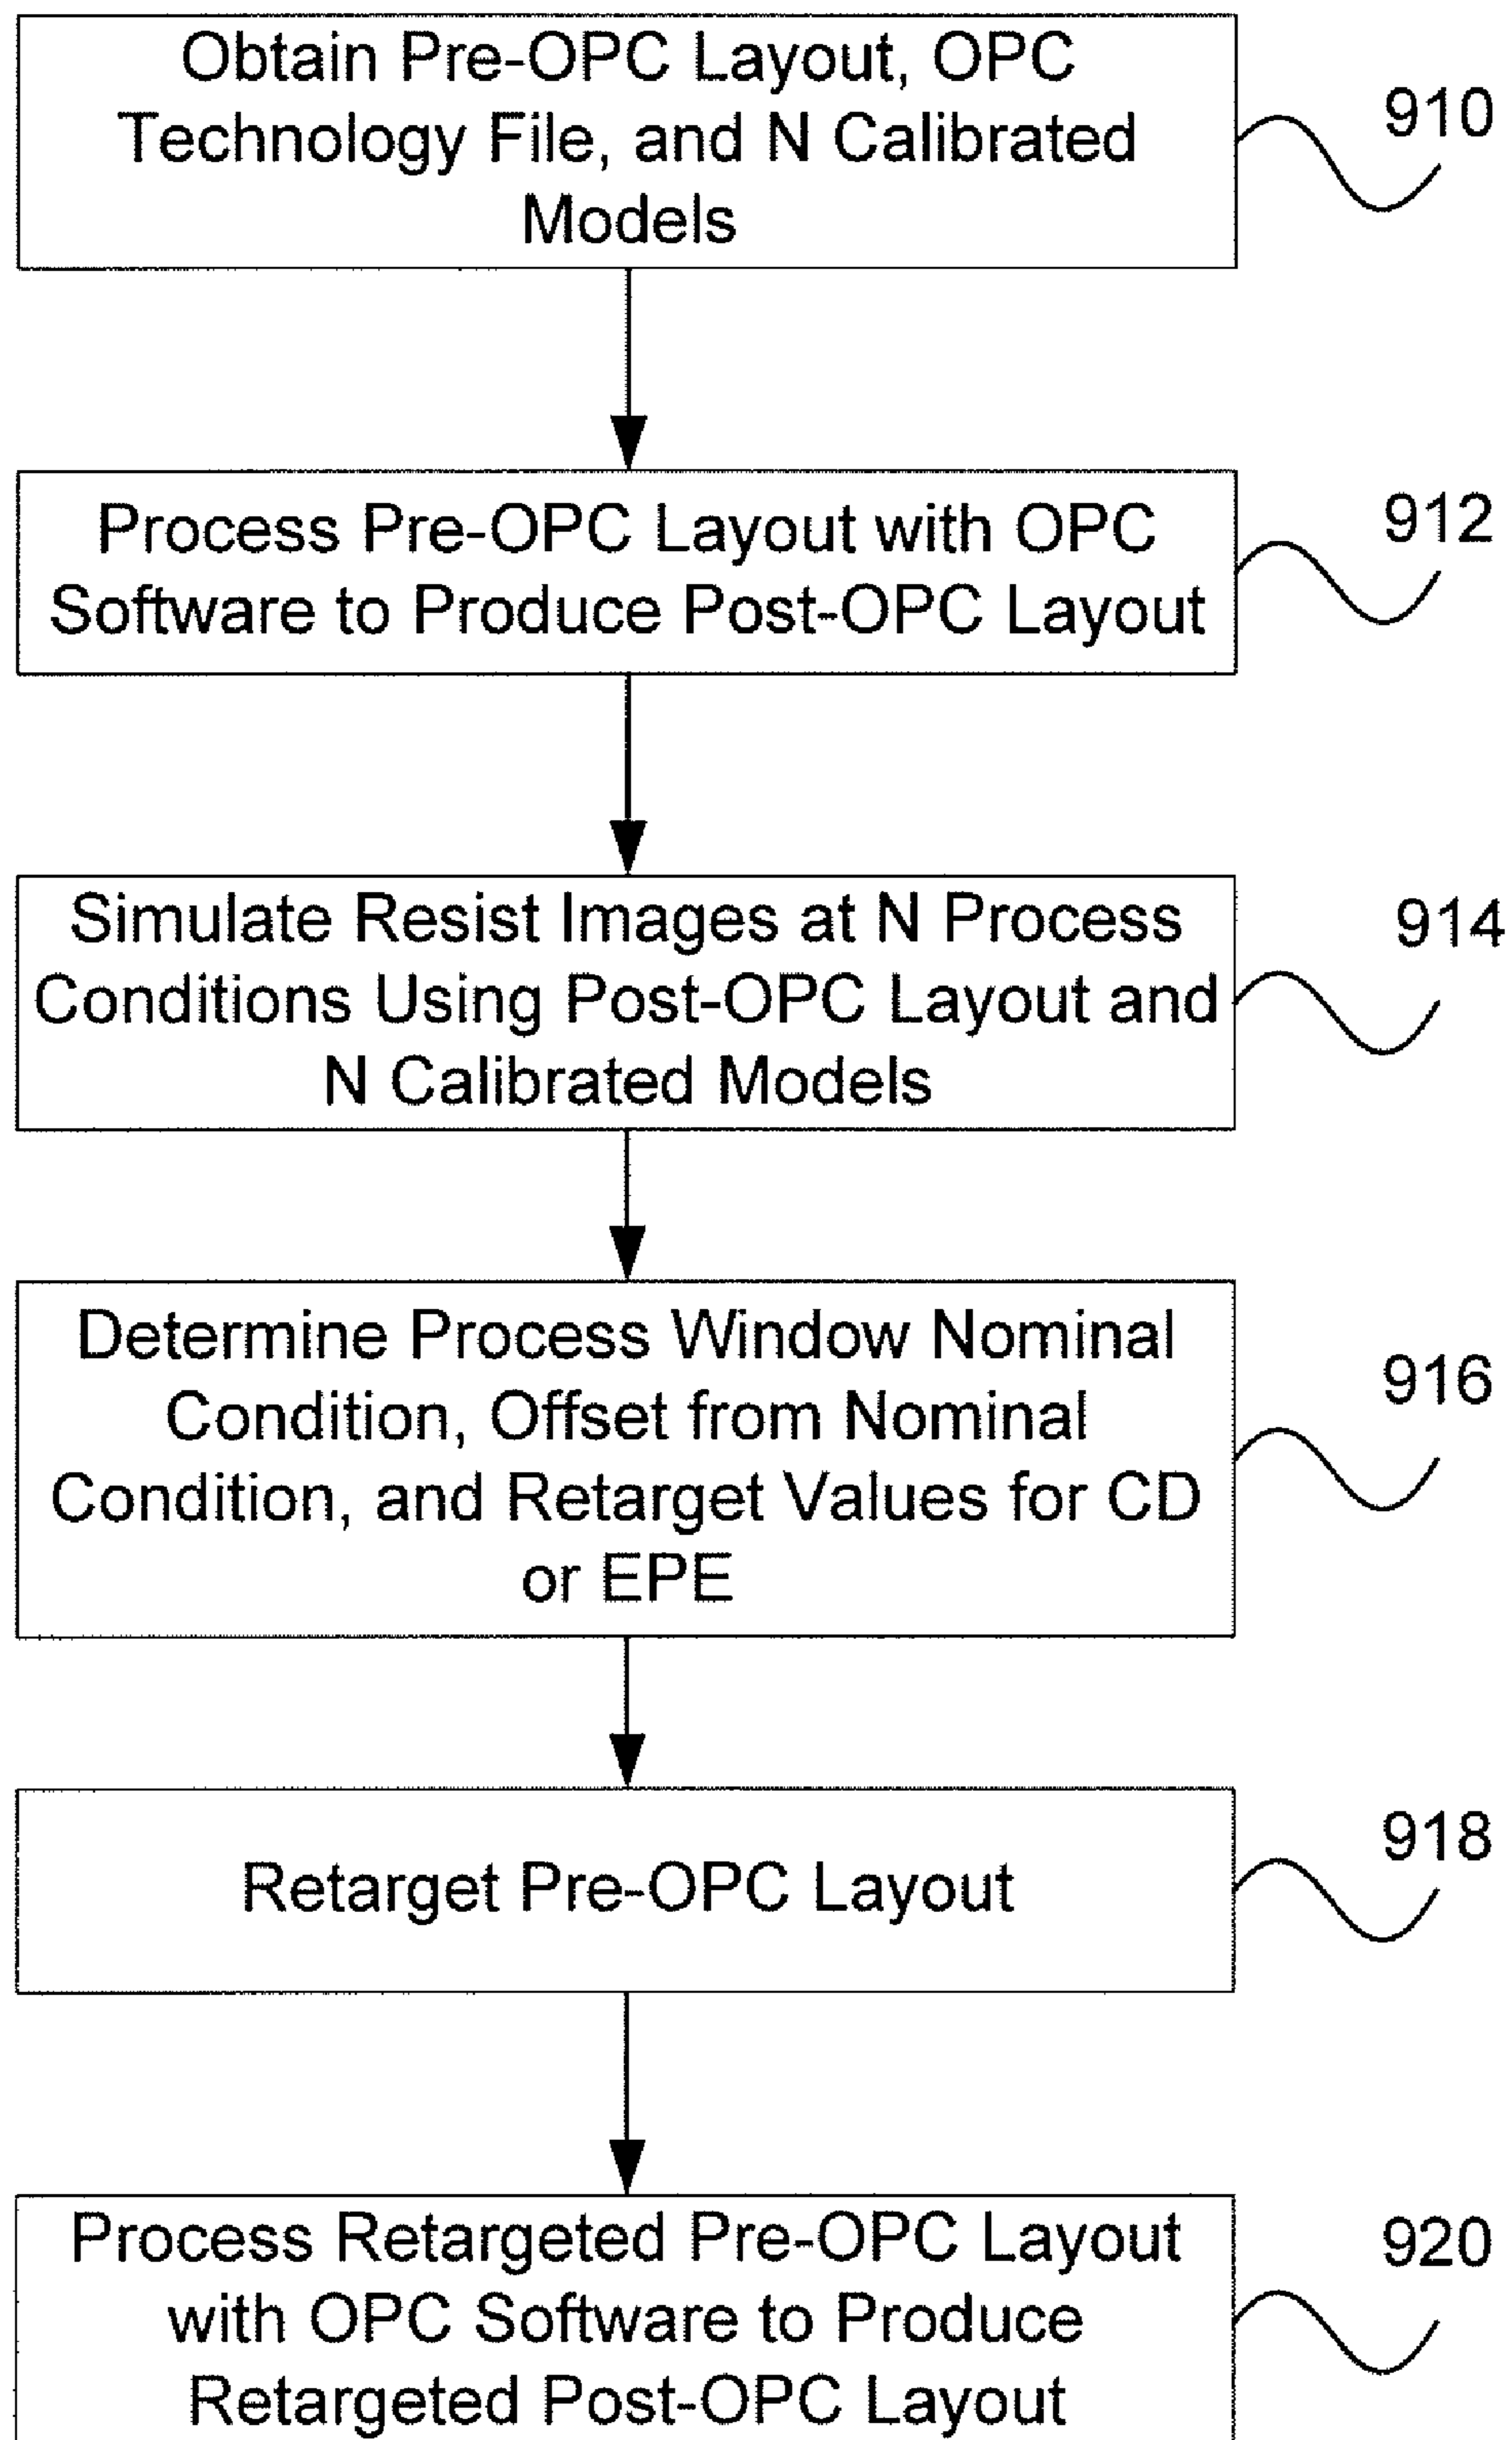 Obtain Pre-OPC Layout, OPC
Technology File, and N Calibrated
Models
910
Process Pre-OPC Layout with OPC
Software to Produce Post-OPC Layout
912
Simulate Resist Images at N Process
Conditions Using Post-OPC Layout and
N Calibrated Models
914
Determine Process Window Nominal
Condition, Offset from Nominal
Condition, and Retarget Values for CD
or EPE
916
Retarget Pre-OPC Layout
918
Process Retargeted Pre-OPC Layout
with OPC Software to Produce
Retargeted Post-OPC Layout
920